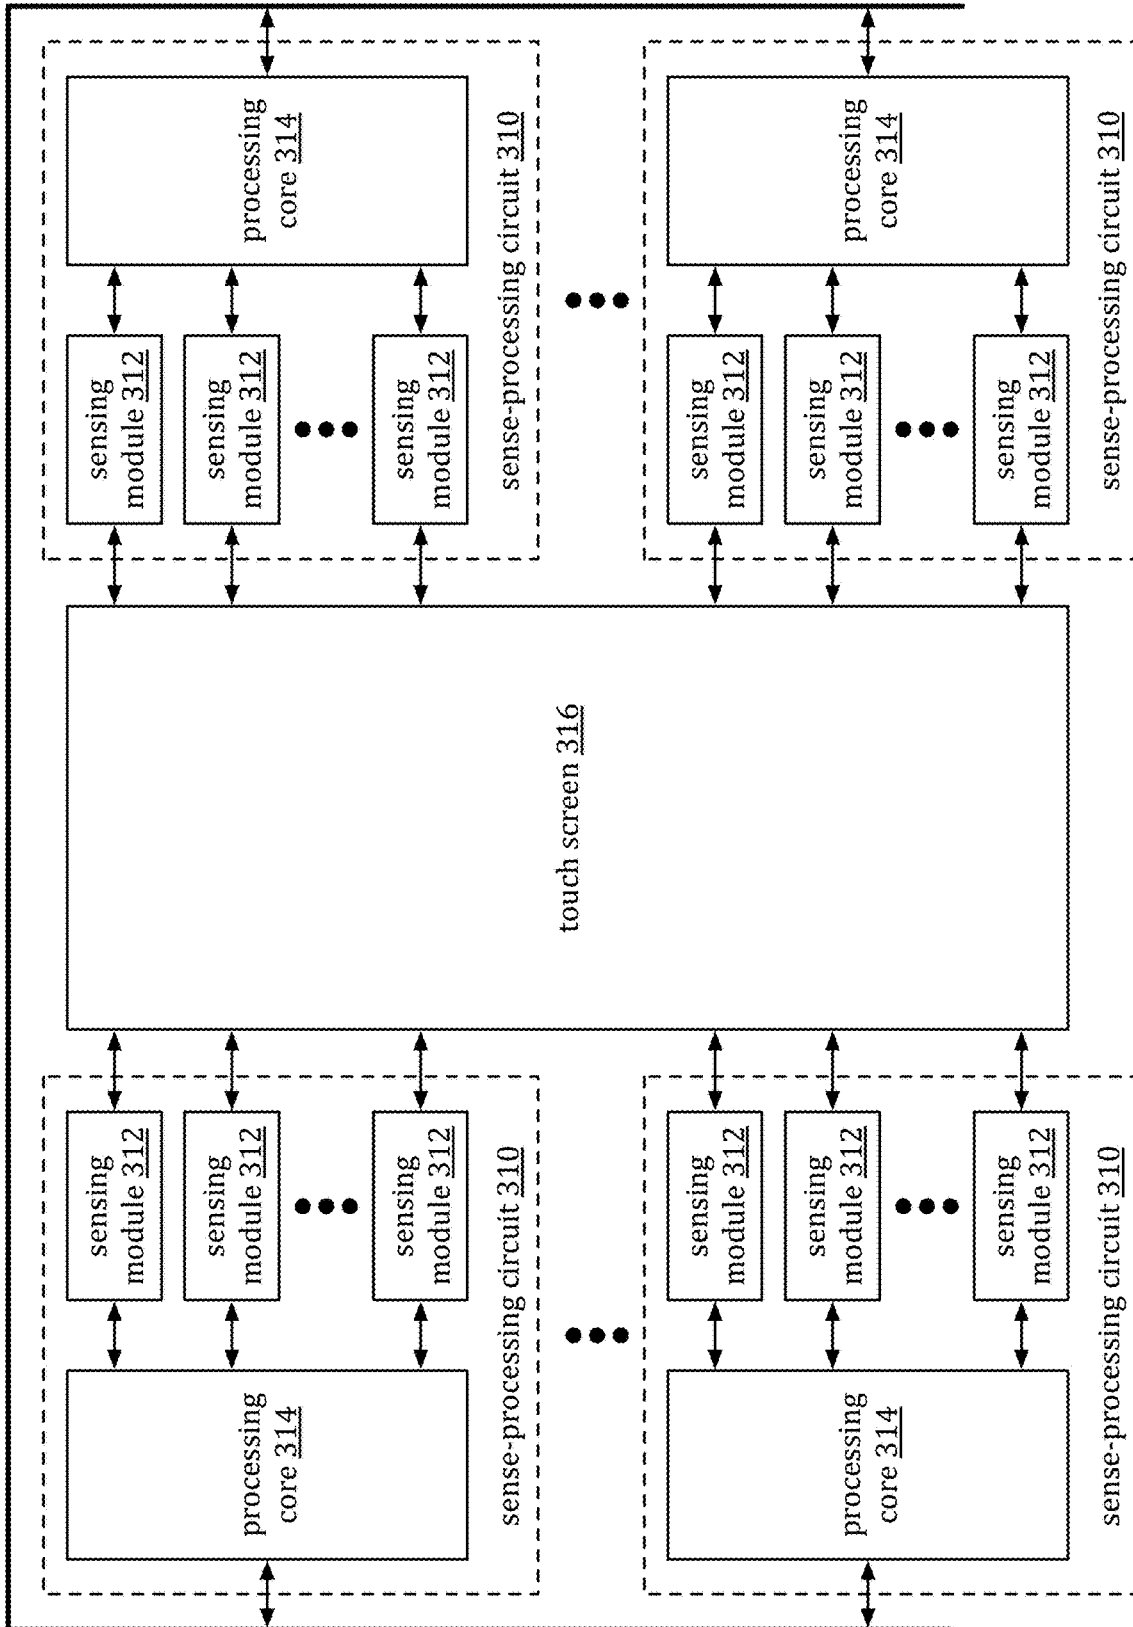 processing
core 314
sensing
module 312
sensing
module 312
sensing
module 312
sense-processing circuit 310
sensing
module 312
sensing
module 312
sensing
module 312
processing
core 314
sense-processing circuit 310
touch screen 316
processing
core 314
sensing
module 312
sensing
module 312
sensing
module 312
sense-processing circuit 310
sensing
module 312
sensing
module 312
sensing
module 312
processing
core 314
sense-processing circuit 310